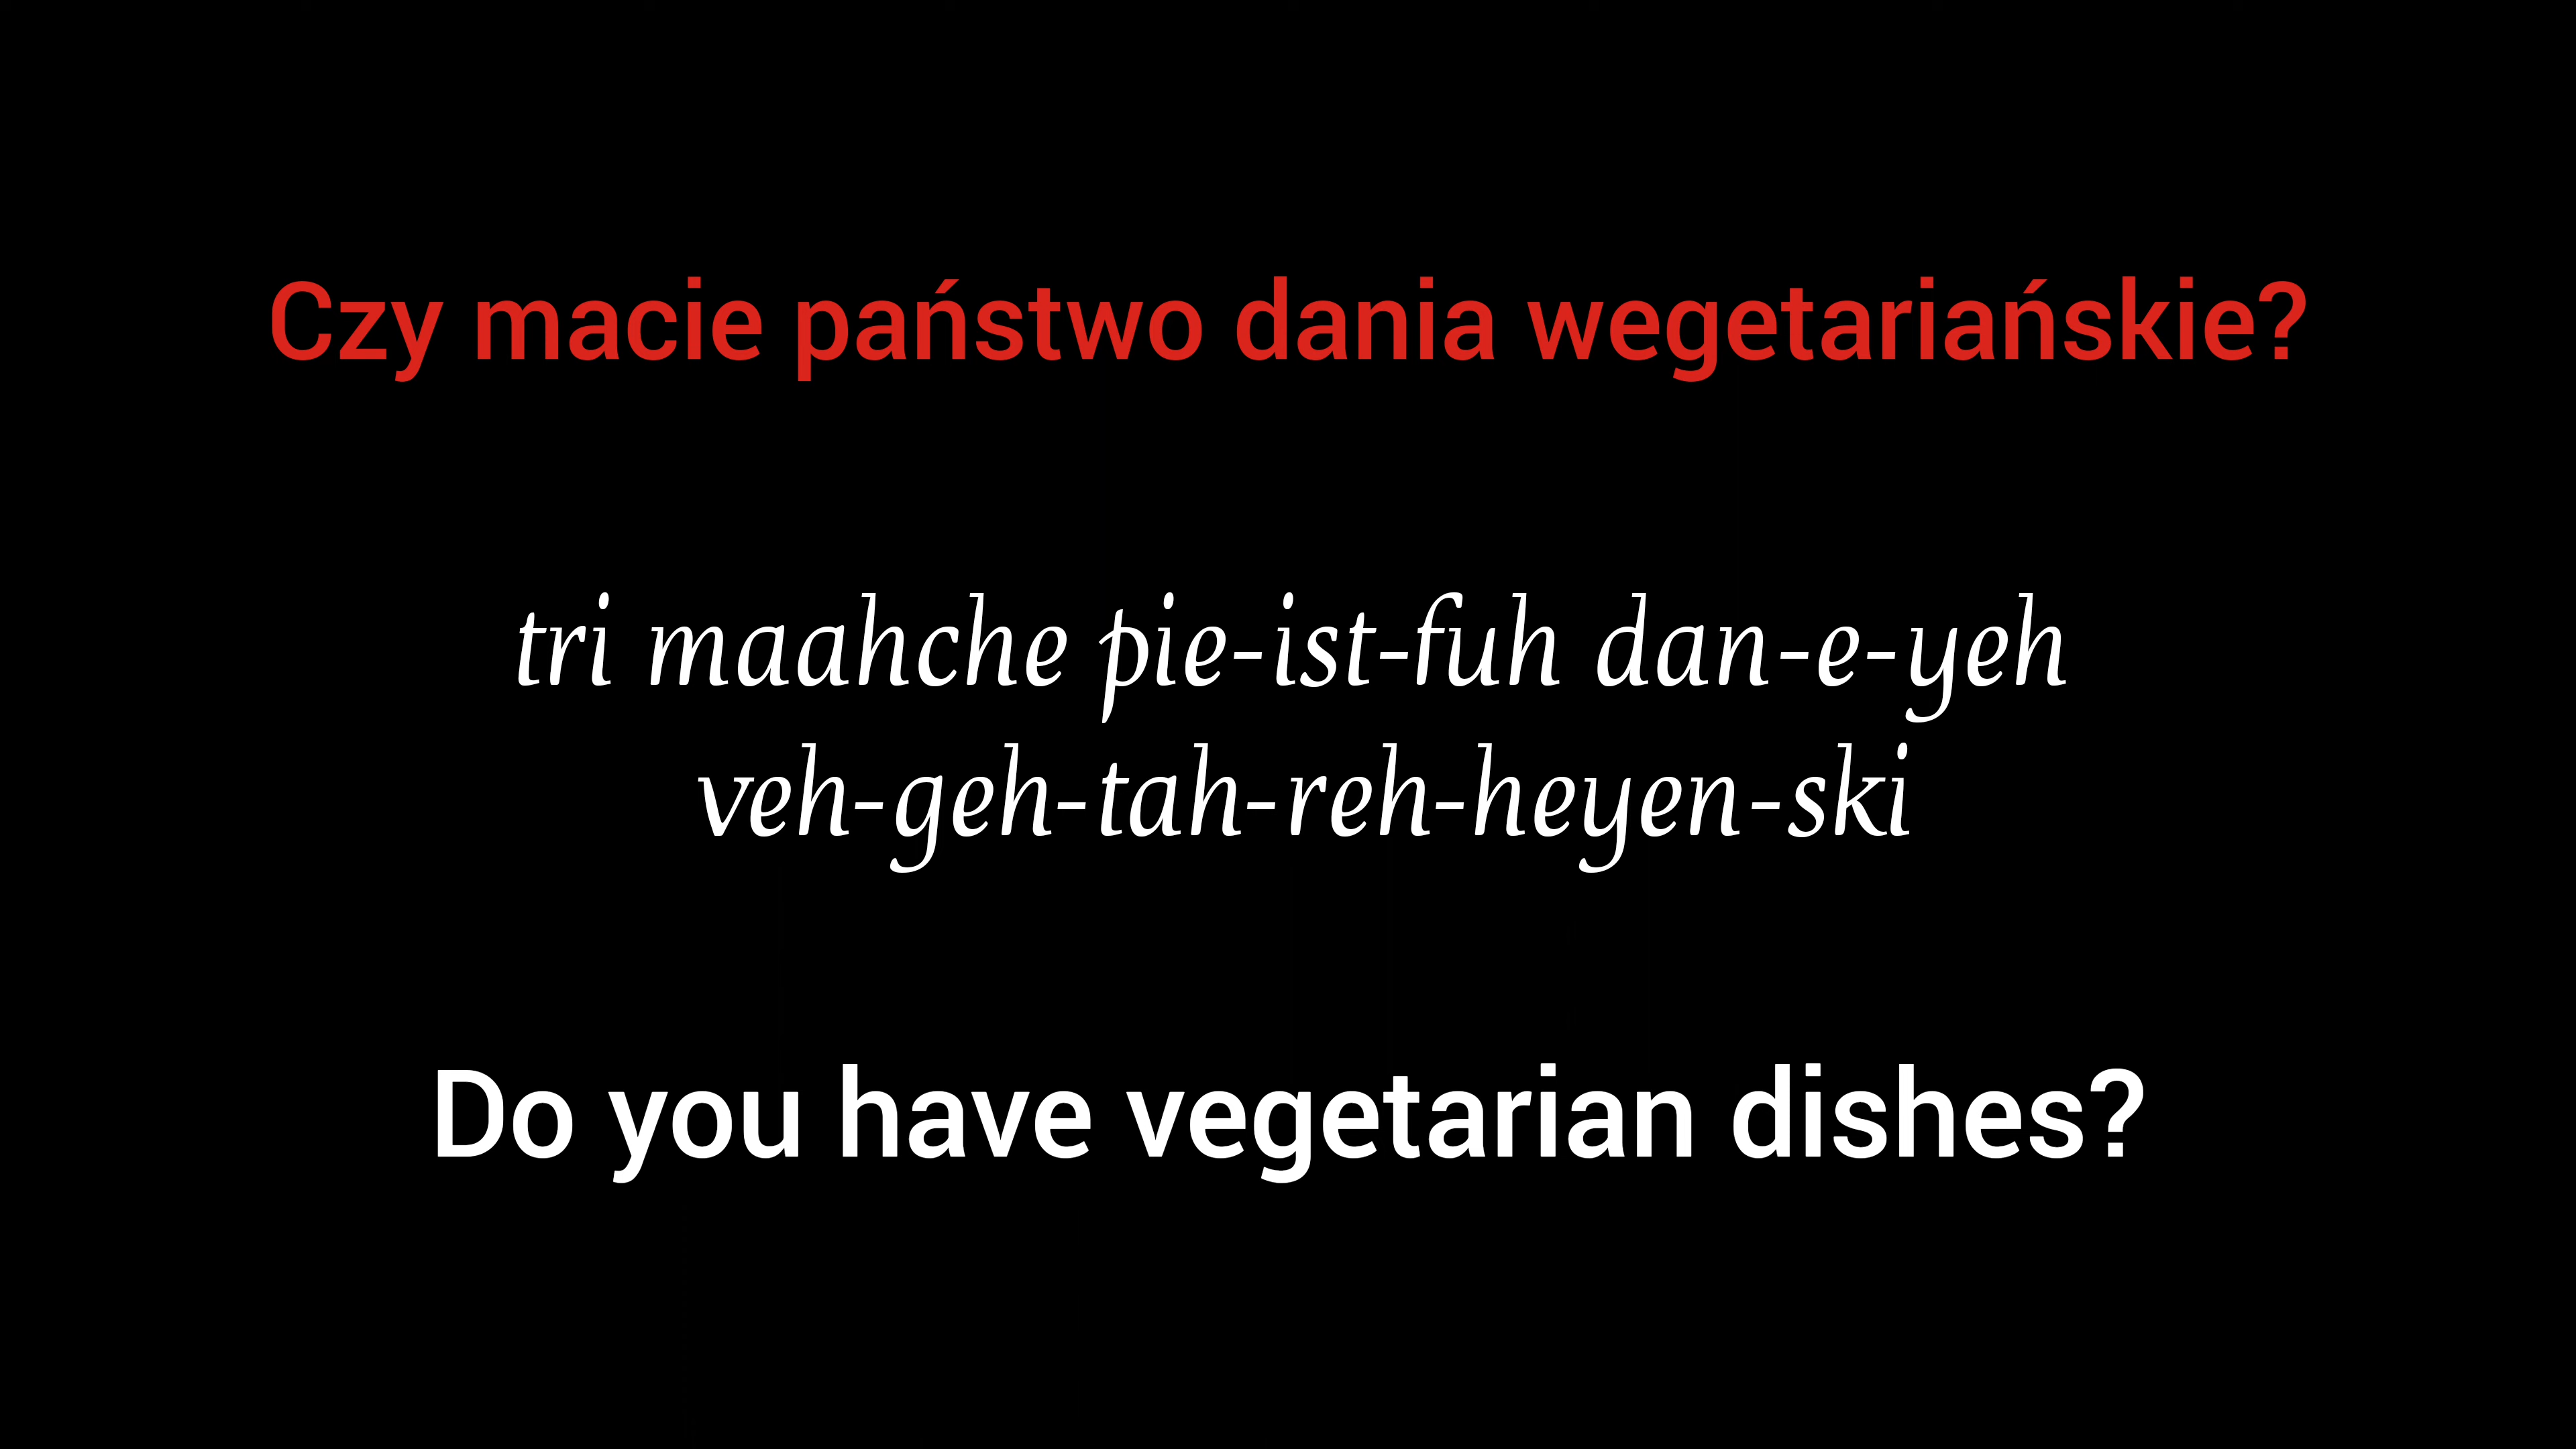 Czy macie państwo dania wegetariańskie?
tri maahche pie-ist-fuh dan-e-yeh
veh-geh-tah-reh-heyen-ski
Do you have vegetarian dishes?